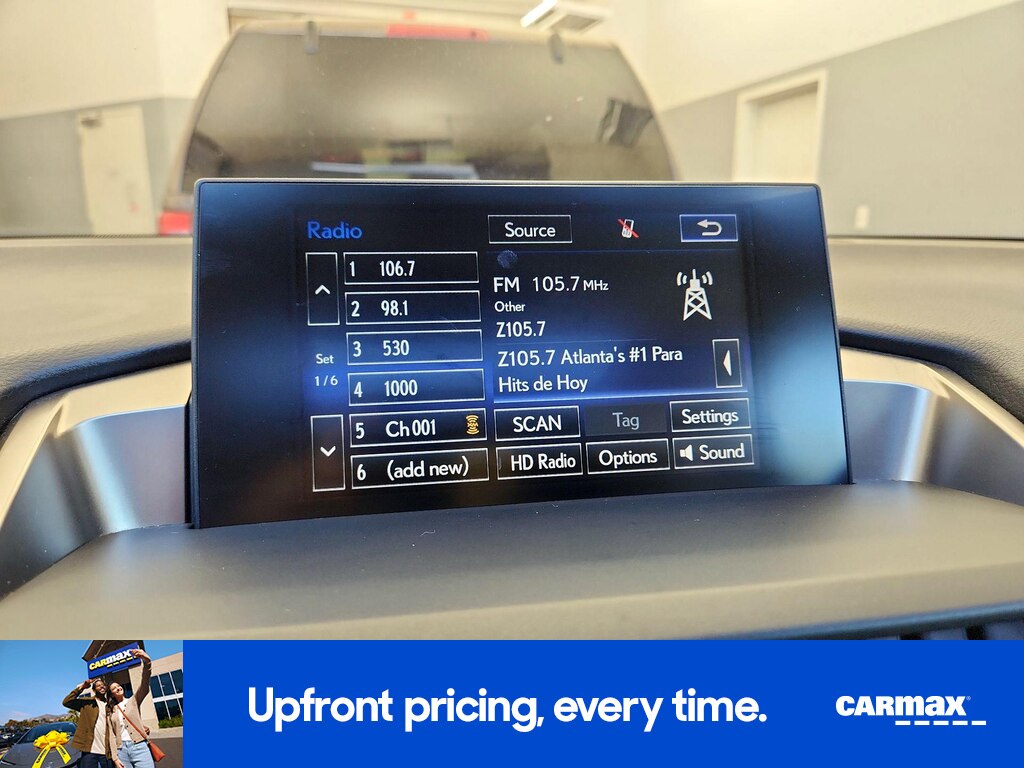 Radio
Source
1 106.7
2 98.1
3 530
4 1000
5 Ch 001
6 (add new)
Set
1/6
FM 105.7 MHz
Other
Z105.7
Z105.7 Atlanta's #1 Para
Hits de Hoy
SCAN
Tag
Settings
HD Radio
Options
Sound
CARMAX
Upfront pricing, every time.
CARMAX